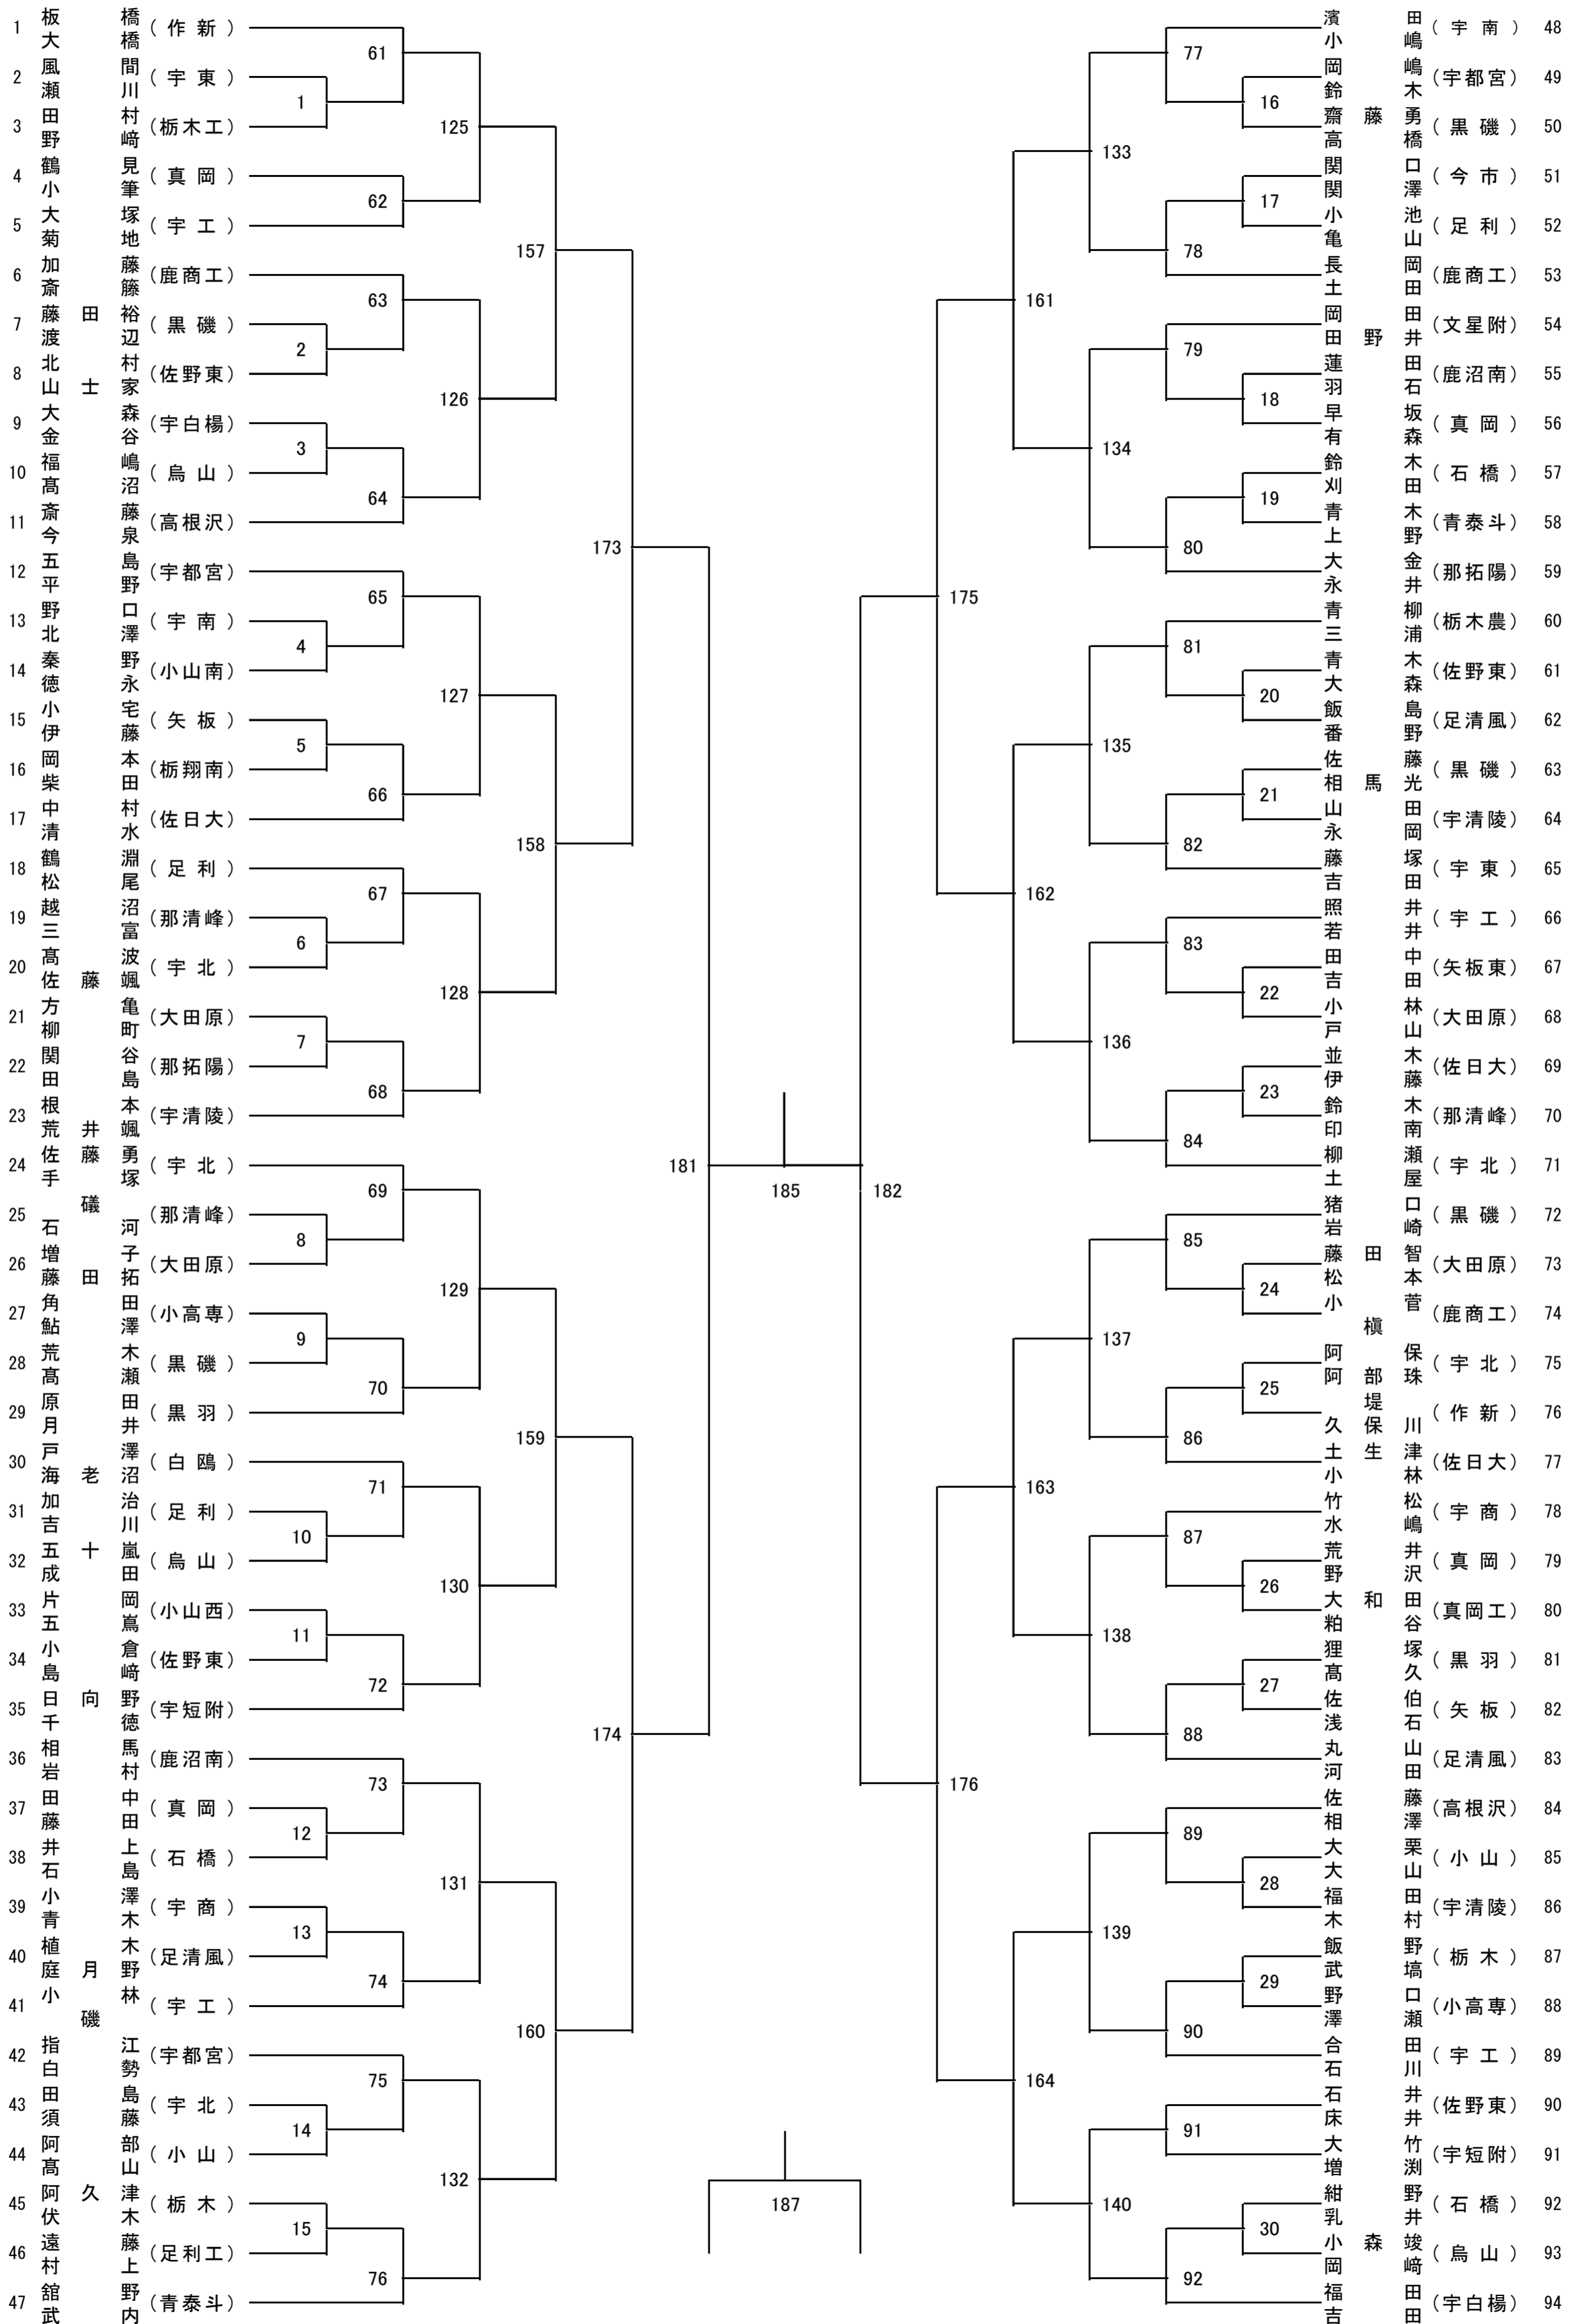 1 板橋 大橋 (作新)
2 風間 瀬川 (宇東)
3 田村 野﨑 (栃木工)
4 鶴見 小筆 (真岡)
5 大塚 菊地 (宇工)
6 加藤 斎籐 (鹿商工)
7 藤田裕 渡辺 (黒磯)
8 北村 山士家 (佐野東)
9 大森 金谷 (宇白楊)
10 福嶋 髙沼 (烏山)
11 斎藤 今泉 (高根沢)
12 五島 平野 (宇都宮)
13 野口 北澤 (宇南)
14 秦野 徳永 (小山南)
15 小宅 伊藤 (矢板)
16 岡本 柴田 (栃翔南)
17 中村 清水 (佐日大)
18 鶴淵 松尾 (足利)
19 越沼 三富 (那清峰)
20 髙波 佐藤颯 (宇北)
21 方亀 柳町 (大田原)
22 関谷 田島 (那拓陽)
23 根本 荒井颯 (宇清陵)
24 佐藤勇 手塚 (宇北)
25 礒 石河 (那清峰)
26 増子 藤田拓 (大田原)
27 角田 鮎澤 (小高専)
28 荒木 髙瀬 (黒磯)
29 原田 月井 (黒羽)
30 戸澤 海老沼 (白鴎)
31 加治 吉川 (足利)
32 五十嵐 成田 (烏山)
33 片岡 五嶌 (小山西)
34 小倉 島﨑 (佐野東)
35 日向野 千徳 (宇短附)
36 相馬 岩村 (鹿沼南)
37 田中 藤田 (真岡)
38 井上 石島 (石橋)
39 小澤 青木 (宇商)
40 植木 庭月野 (足清風)
41 小林 磯 (宇工)
42 指江 白勢 (宇都宮)
43 田島 須藤 (宇北)
44 阿部 髙山 (小山)
45 阿久津 伏木 (栃木)
46 遠藤 村上 (足利工)
47 舘野 武内 (青泰斗)
61
1
125
62
157
63
2
126
3
64
173
65
4
127
5
66
158
67
6
128
7
68
181
69
8
129
9
70
159
71
10
130
11
72
174
73
12
131
13
74
160
75
14
132
15
76
185
187
182
77
16
133
17
78
161
79
18
134
19
80
175
81
20
135
21
82
162
83
22
136
23
84
85
24
137
25
86
163
87
26
138
27
88
176
89
28
139
29
90
164
91
140
30
92
濱田 小嶋 (宇南) 48
岡嶋 鈴木 (宇都宮) 49
齋藤勇 高橋 (黒磯) 50
関口 関澤 (今市) 51
小池 亀山 (足利) 52
長岡 土田 (鹿商工) 53
岡田 田野井 (文星附) 54
蓮田 羽石 (鹿沼南) 55
早坂 有森 (真岡) 56
鈴木 刈田 (石橋) 57
青木 上野 (青泰斗) 58
大金 永井 (那拓陽) 59
青柳 三浦 (栃木農) 60
青木 大森 (佐野東) 61
飯島 番野 (足清風) 62
佐藤 相馬光 (黒磯) 63
山田 永岡 (宇清陵) 64
藤塚 吉田 (宇東) 65
照井 若井 (宇工) 66
田中 吉田 (矢板東) 67
小林 戸山 (大田原) 68
並木 伊藤 (佐日大) 69
鈴木 印南 (那清峰) 70
柳瀬 土屋 (宇北) 71
猪口 岩崎 (黒磯) 72
藤田智 松本 (大田原) 73
小菅 槇 (鹿商工) 74
阿保 阿部珠 (宇北) 75
堤 久保川 (作新) 76
土生津 小林 (佐日大) 77
竹松 水嶋 (宇商) 78
荒井 野沢 (真岡) 79
大和田 粕谷 (真岡工) 80
狸塚 髙久 (黒羽) 81
佐伯 浅石 (矢板) 82
丸山 河田 (足清風) 83
佐藤 相澤 (高根沢) 84
大栗 大山 (小山) 85
福田 木村 (宇清陵) 86
飯野 武塙 (栃木) 87
野口 澤瀬 (小高専) 88
合田 石川 (宇工) 89
石井 床井 (佐野東) 90
大竹 増渕 (宇短附) 91
紺野 乳井 (石橋) 92
小森竣 岡﨑 (烏山) 93
福田 吉田 (宇白楊) 94